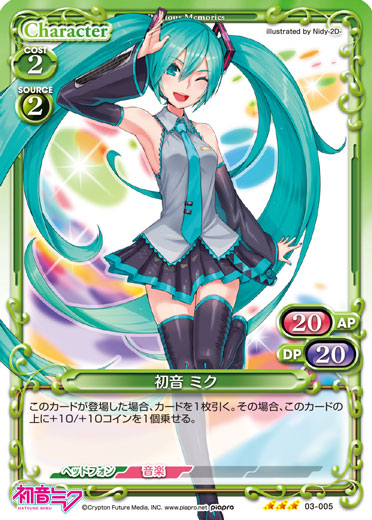 Character
Precious Memories
illustrated by Nidy-2D-
COST
2
SOURCE
2
20 AP
DP 20
初音 ミク
このカードが登場した場合、カードを1枚引く。その場合、このカードの
上に+10/+10コインを1個乗せる。
ヘッドフォン 音楽
初音ミク
HATSUNE MIKU
©Crypton Future Media, INC. www.piapro.net piapro
★★★ 03-005